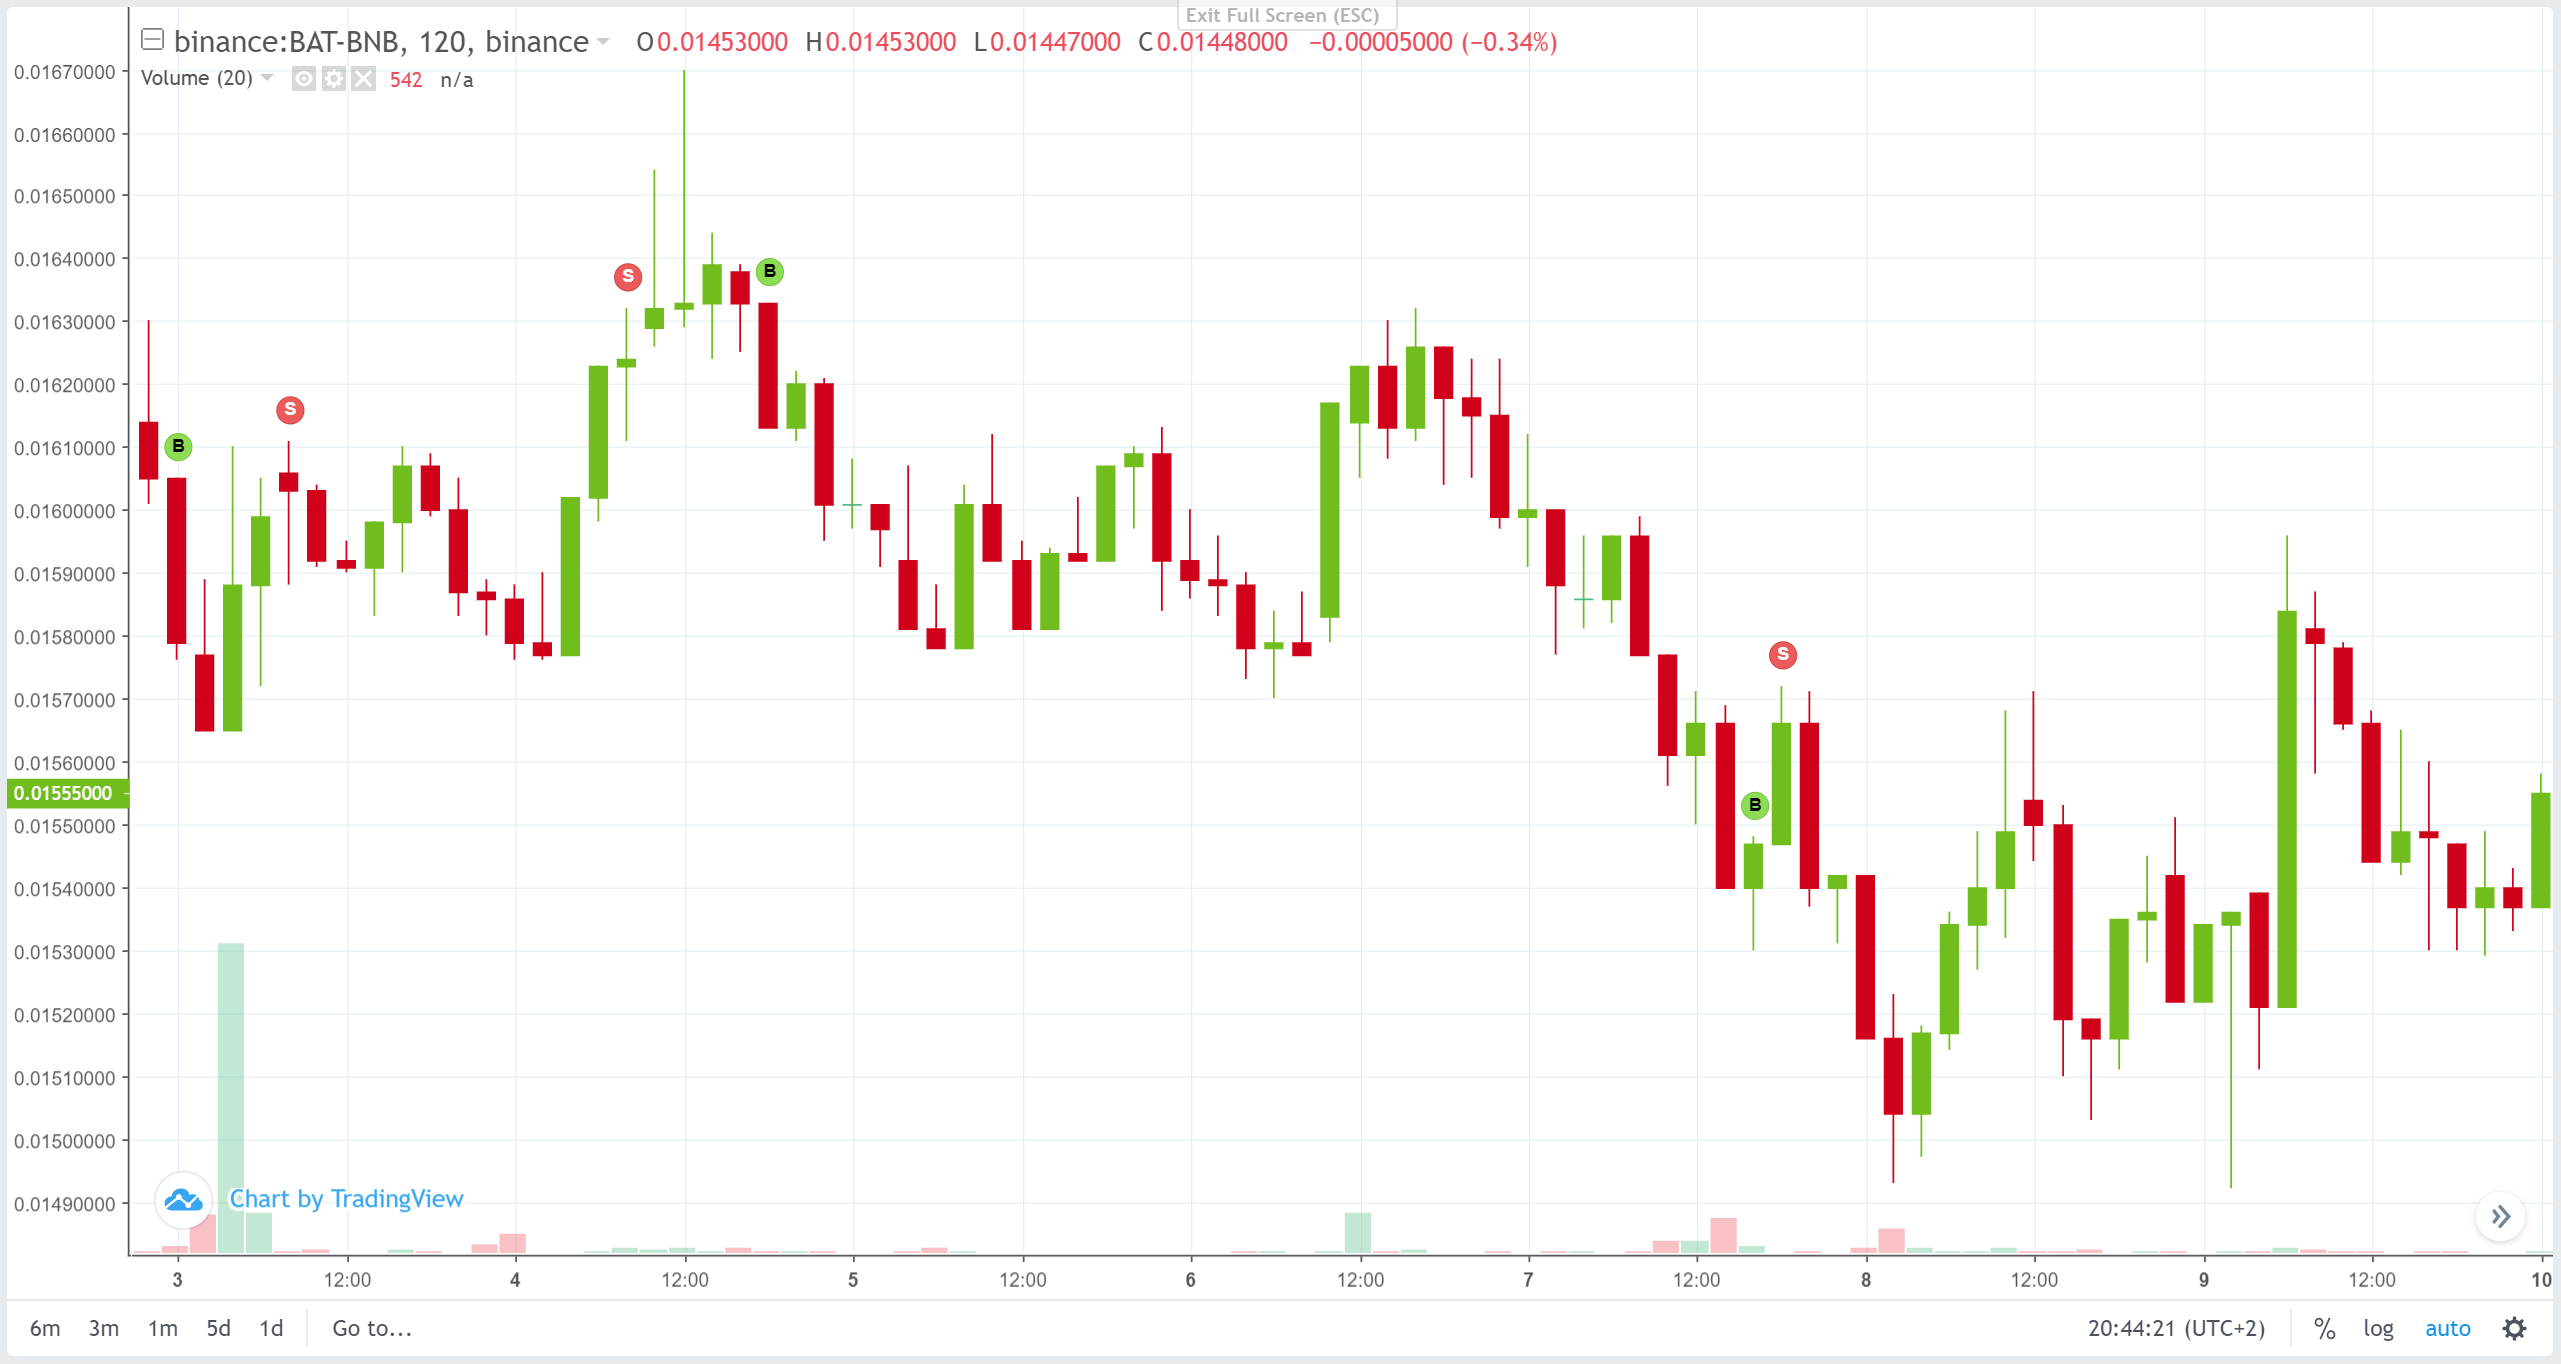 Exit Full Screen (ESC)
binance:BAT-BNB, 120, binance O0.01453000 H0.01453000 L0.01447000 C0.01448000 −0.00005000 (−0.34%)
Volume (20) 542 n/a
0.01670000
0.01660000
0.01650000
0.01640000
0.01630000
0.01620000
0.01610000
0.01600000
0.01590000
0.01580000
0.01570000
0.01560000
0.01555000
0.01550000
0.01540000
0.01530000
0.01520000
0.01510000
0.01500000
0.01490000
B
S
S
B
B
S
Chart by TradingView
3 12:00 4 12:00 5 12:00 6 12:00 7 12:00 8 12:00 9 12:00 10
6m 3m 1m 5d 1d Go to... 20:44:21 (UTC+2) % log auto